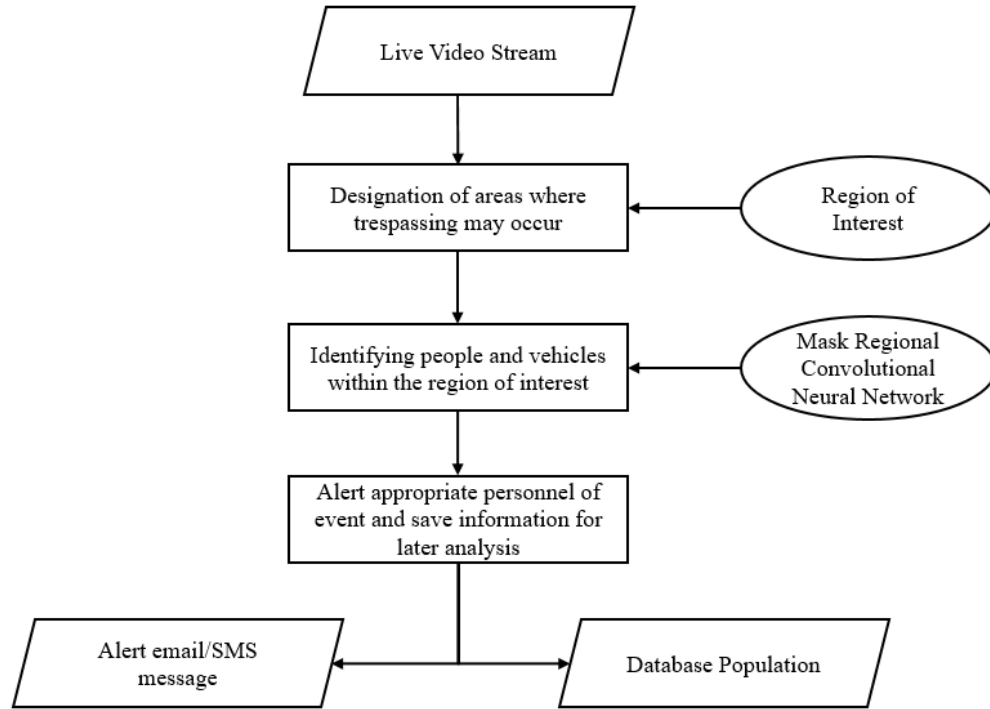 Live Video Stream
Designation of areas where
trespassing may occur
Region of
Interest
Identifying people and vehicles
within the region of interest
Mask Regional
Convolutional
Neural Network
Alert appropriate personnel of
event and save information for
later analysis
Alert email/SMS
message
Database Population